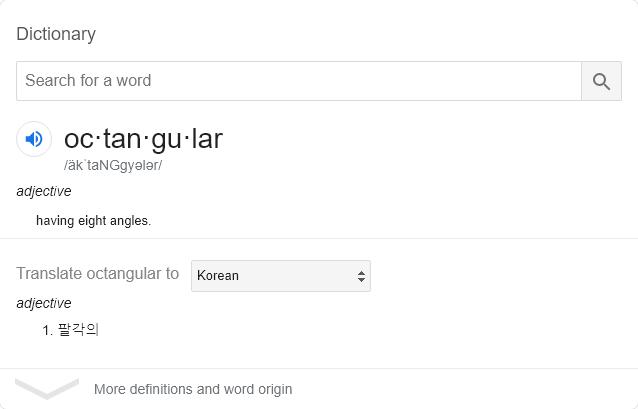 Dictionary
Search for a word
oc·tan·gu·lar
/äkˈtaNGgyələr/
adjective
having eight angles.
Translate octangular to Korean
adjective
1. 팔각의
More definitions and word origin